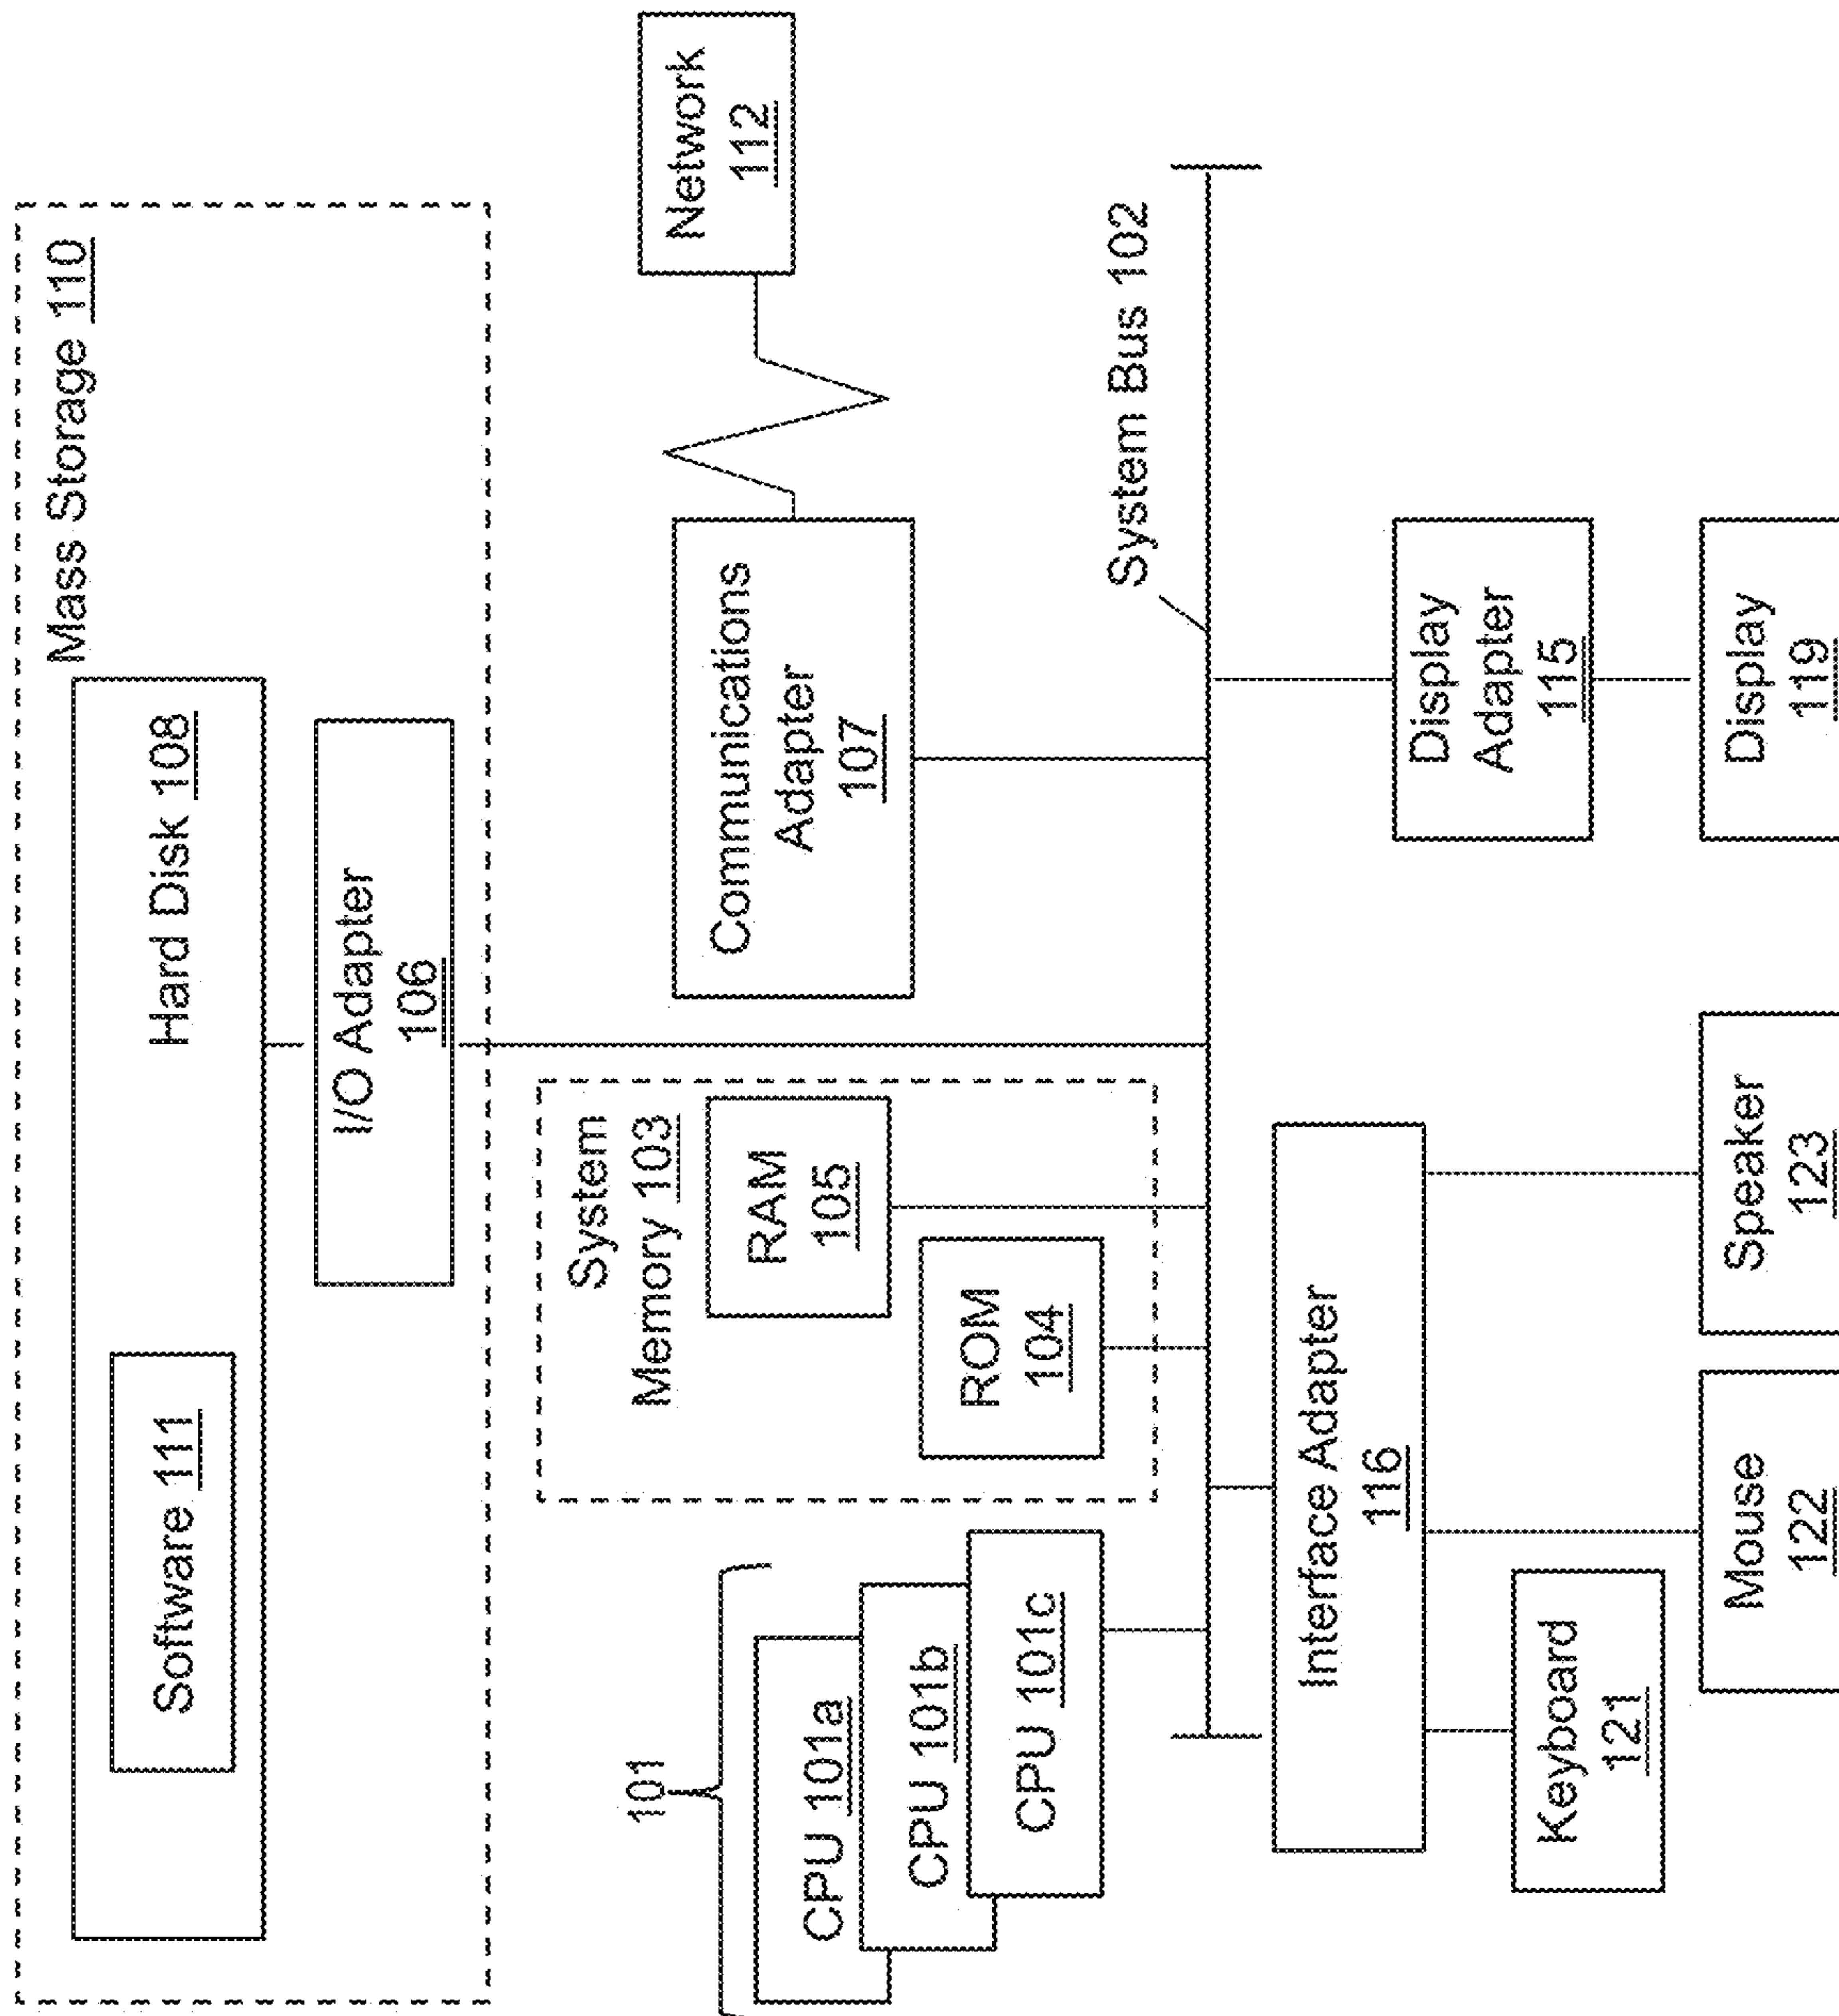 Mass Storage 110
Hard Disk 108
Software 111
I/O Adapter
106
Network
112
Communications
Adapter
107
System
Memory 103
RAM
105
ROM
104
101
CPU 101a
CPU 101b
CPU 101c
System Bus 102
Interface Adapter
116
Display
Adapter
115
Keyboard
121
Mouse
122
Speaker
123
Display
119